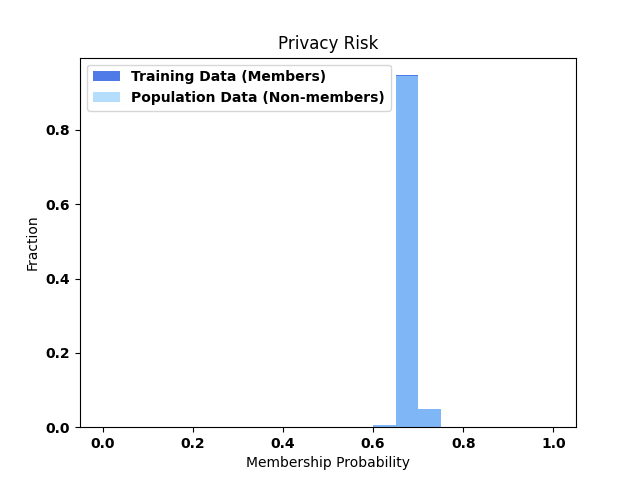 Privacy Risk
Training Data (Members)
Population Data (Non-members)
0.8
0.6
0.4
0.2
0.0
Fraction
0.0 0.2 0.4 0.6 0.8 1.0
Membership Probability